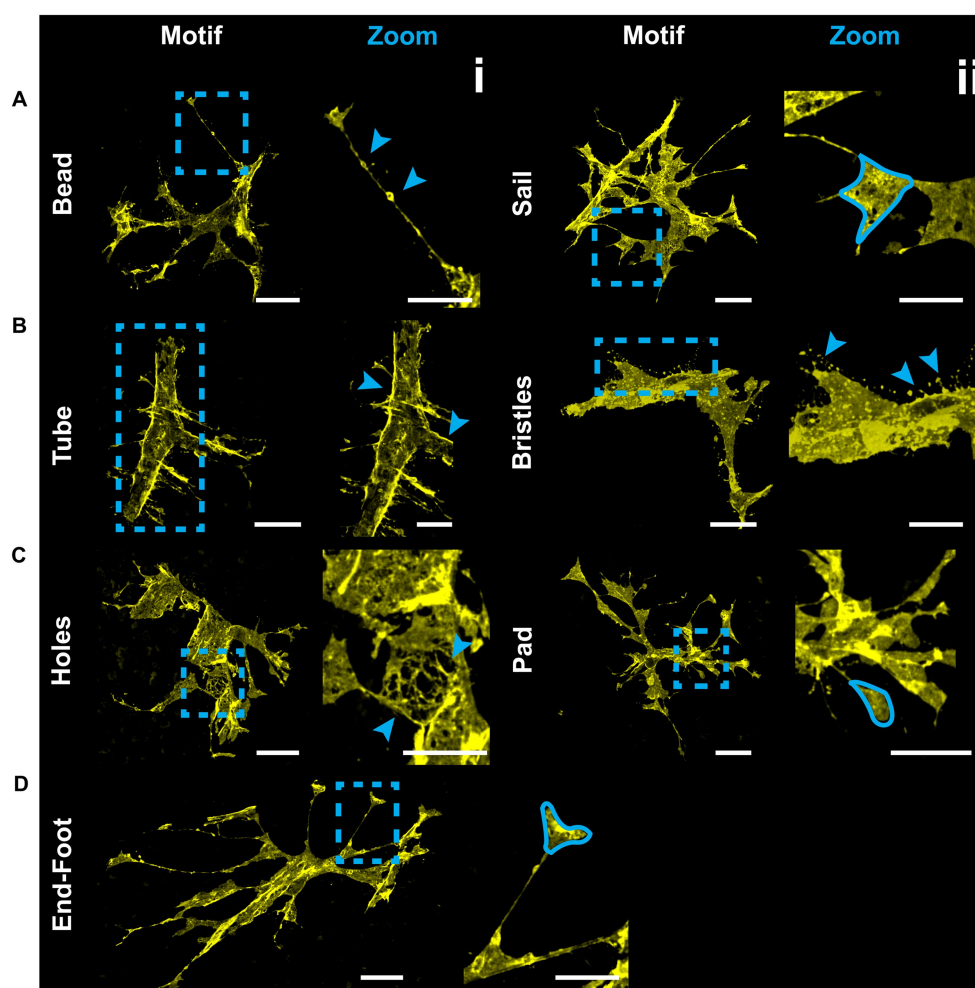 Motif Zoom Motif Zoom
i ii
A
Bead Sail
B
Tube Bristles
C
Holes Pad
D
End-Foot